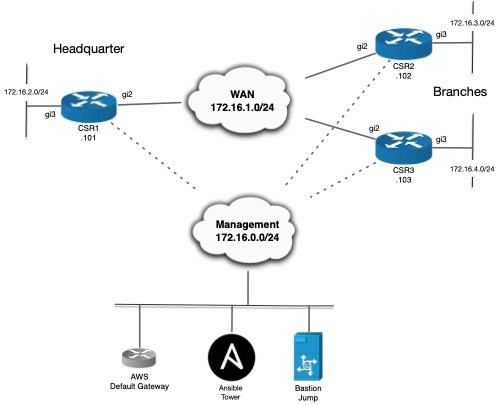 Headquarter
172.16.2.0/24
gi3
gi2
CSR1
.101
WAN
172.16.1.0/24
172.16.3.0/24
gi3
gi2
CSR2
.102
Branches
gi2
gi3
CSR3
.103
172.16.4.0/24
Management
172.16.0.0/24
AWS
Default Gateway
Ansible
Tower
Bastion
Jump